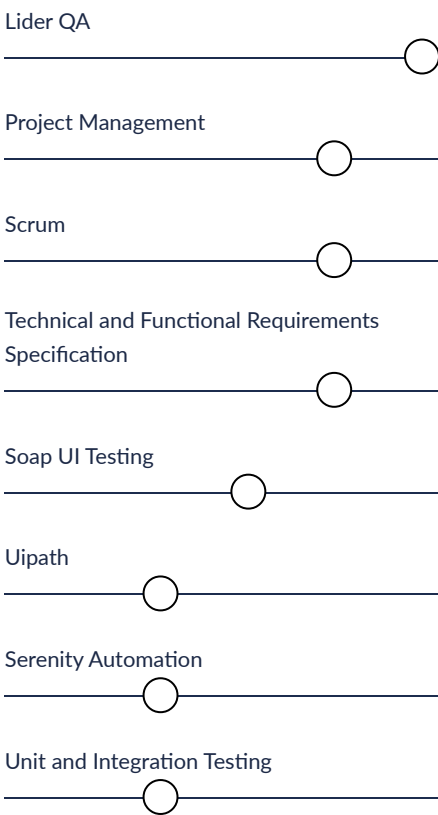 Lider QA
Project Management
Scrum
Technical and Functional Requirements
Specification
Soap UI Testing
Uipath
Serenity Automation
Unit and Integration Testing